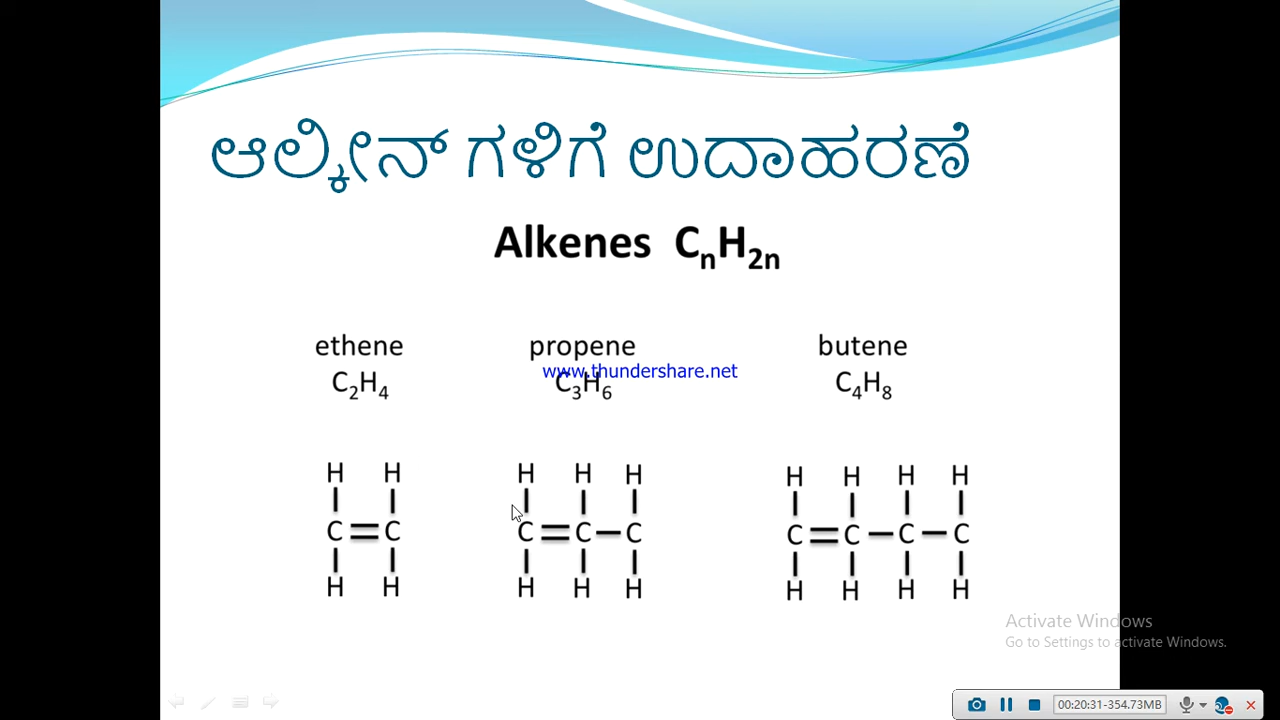 ಆಲ್ಕೀನ್ ಗಳಿಗೆ ಉದಾಹರಣೆ
Alkenes CnH2n
ethene propene butene
www.thundershare.net
C2H4 C3H6 C4H8
H H H H H H H H H
C=C C=C-C C=C-C-C
H H H H H H H H H
Activate Windows
Go to Settings to activate Windows.
00:20:31-354.73MB